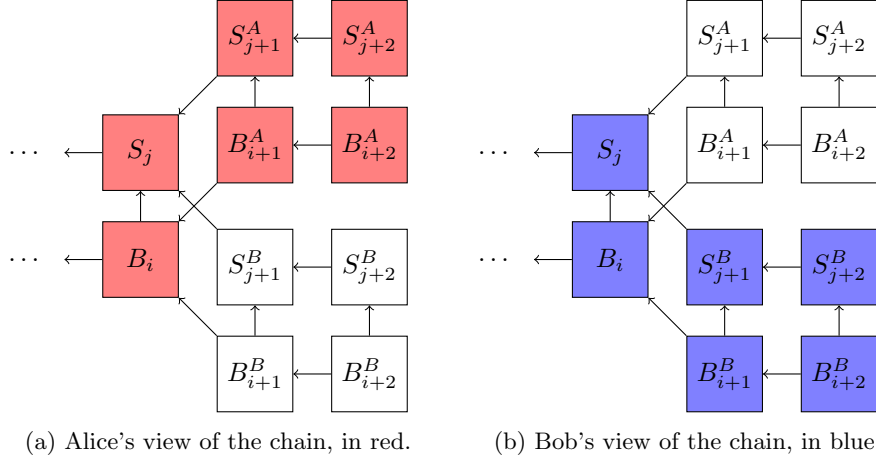 S^A_{j+1} S^A_{j+2}
S_j B^A_{i+1} B^A_{i+2}
...
B_i S^B_{j+1} S^B_{j+2}
...
B^B_{i+1} B^B_{i+2}
(a) Alice's view of the chain, in red.
S^A_{j+1} S^A_{j+2}
S_j B^A_{i+1} B^A_{i+2}
...
B_i S^B_{j+1} S^B_{j+2}
...
B^B_{i+1} B^B_{i+2}
(b) Bob's view of the chain, in blue